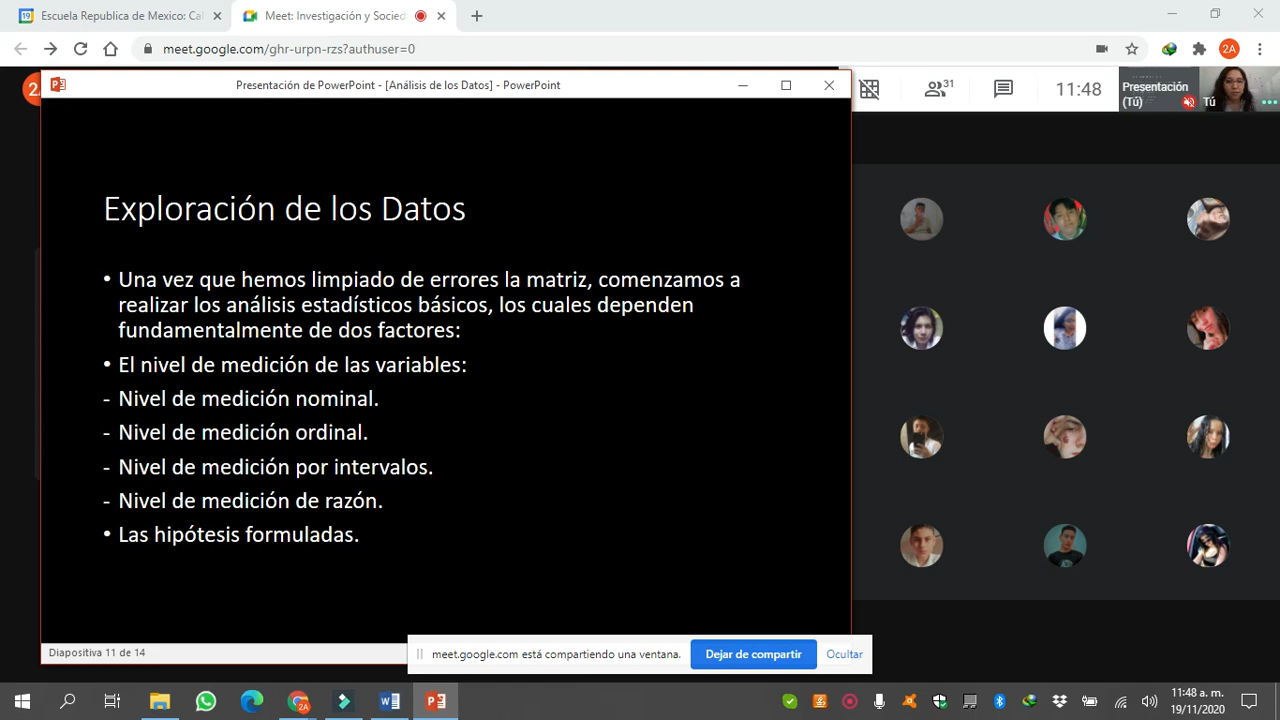 Escuela Republica de Mexico: Cal
Meet: Investigación y Socied
meet.google.com/ghr-urpn-rzs?authuser=0
2A
Presentación de PowerPoint - [Análisis de los Datos] - PowerPoint
31
11:48
Presentación
(Tú)
Tú
Exploración de los Datos
• Una vez que hemos limpiado de errores la matriz, comenzamos a
realizar los análisis estadísticos básicos, los cuales dependen
fundamentalmente de dos factores:
• El nivel de medición de las variables:
- Nivel de medición nominal.
- Nivel de medición ordinal.
- Nivel de medición por intervalos.
- Nivel de medición de razón.
• Las hipótesis formuladas.
Diapositiva 11 de 14
meet.google.com está compartiendo una ventana.
Dejar de compartir
Ocultar
11:48 a. m.
19/11/2020